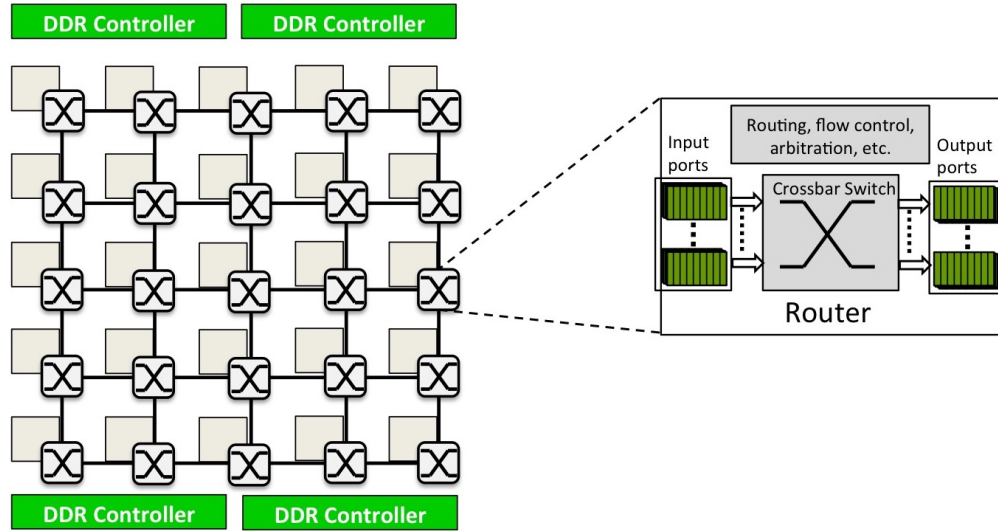 DDR Controller
DDR Controller
Routing, flow control,
arbitration, etc.
Input
ports
Output
ports
Crossbar Switch
Router
DDR Controller
DDR Controller